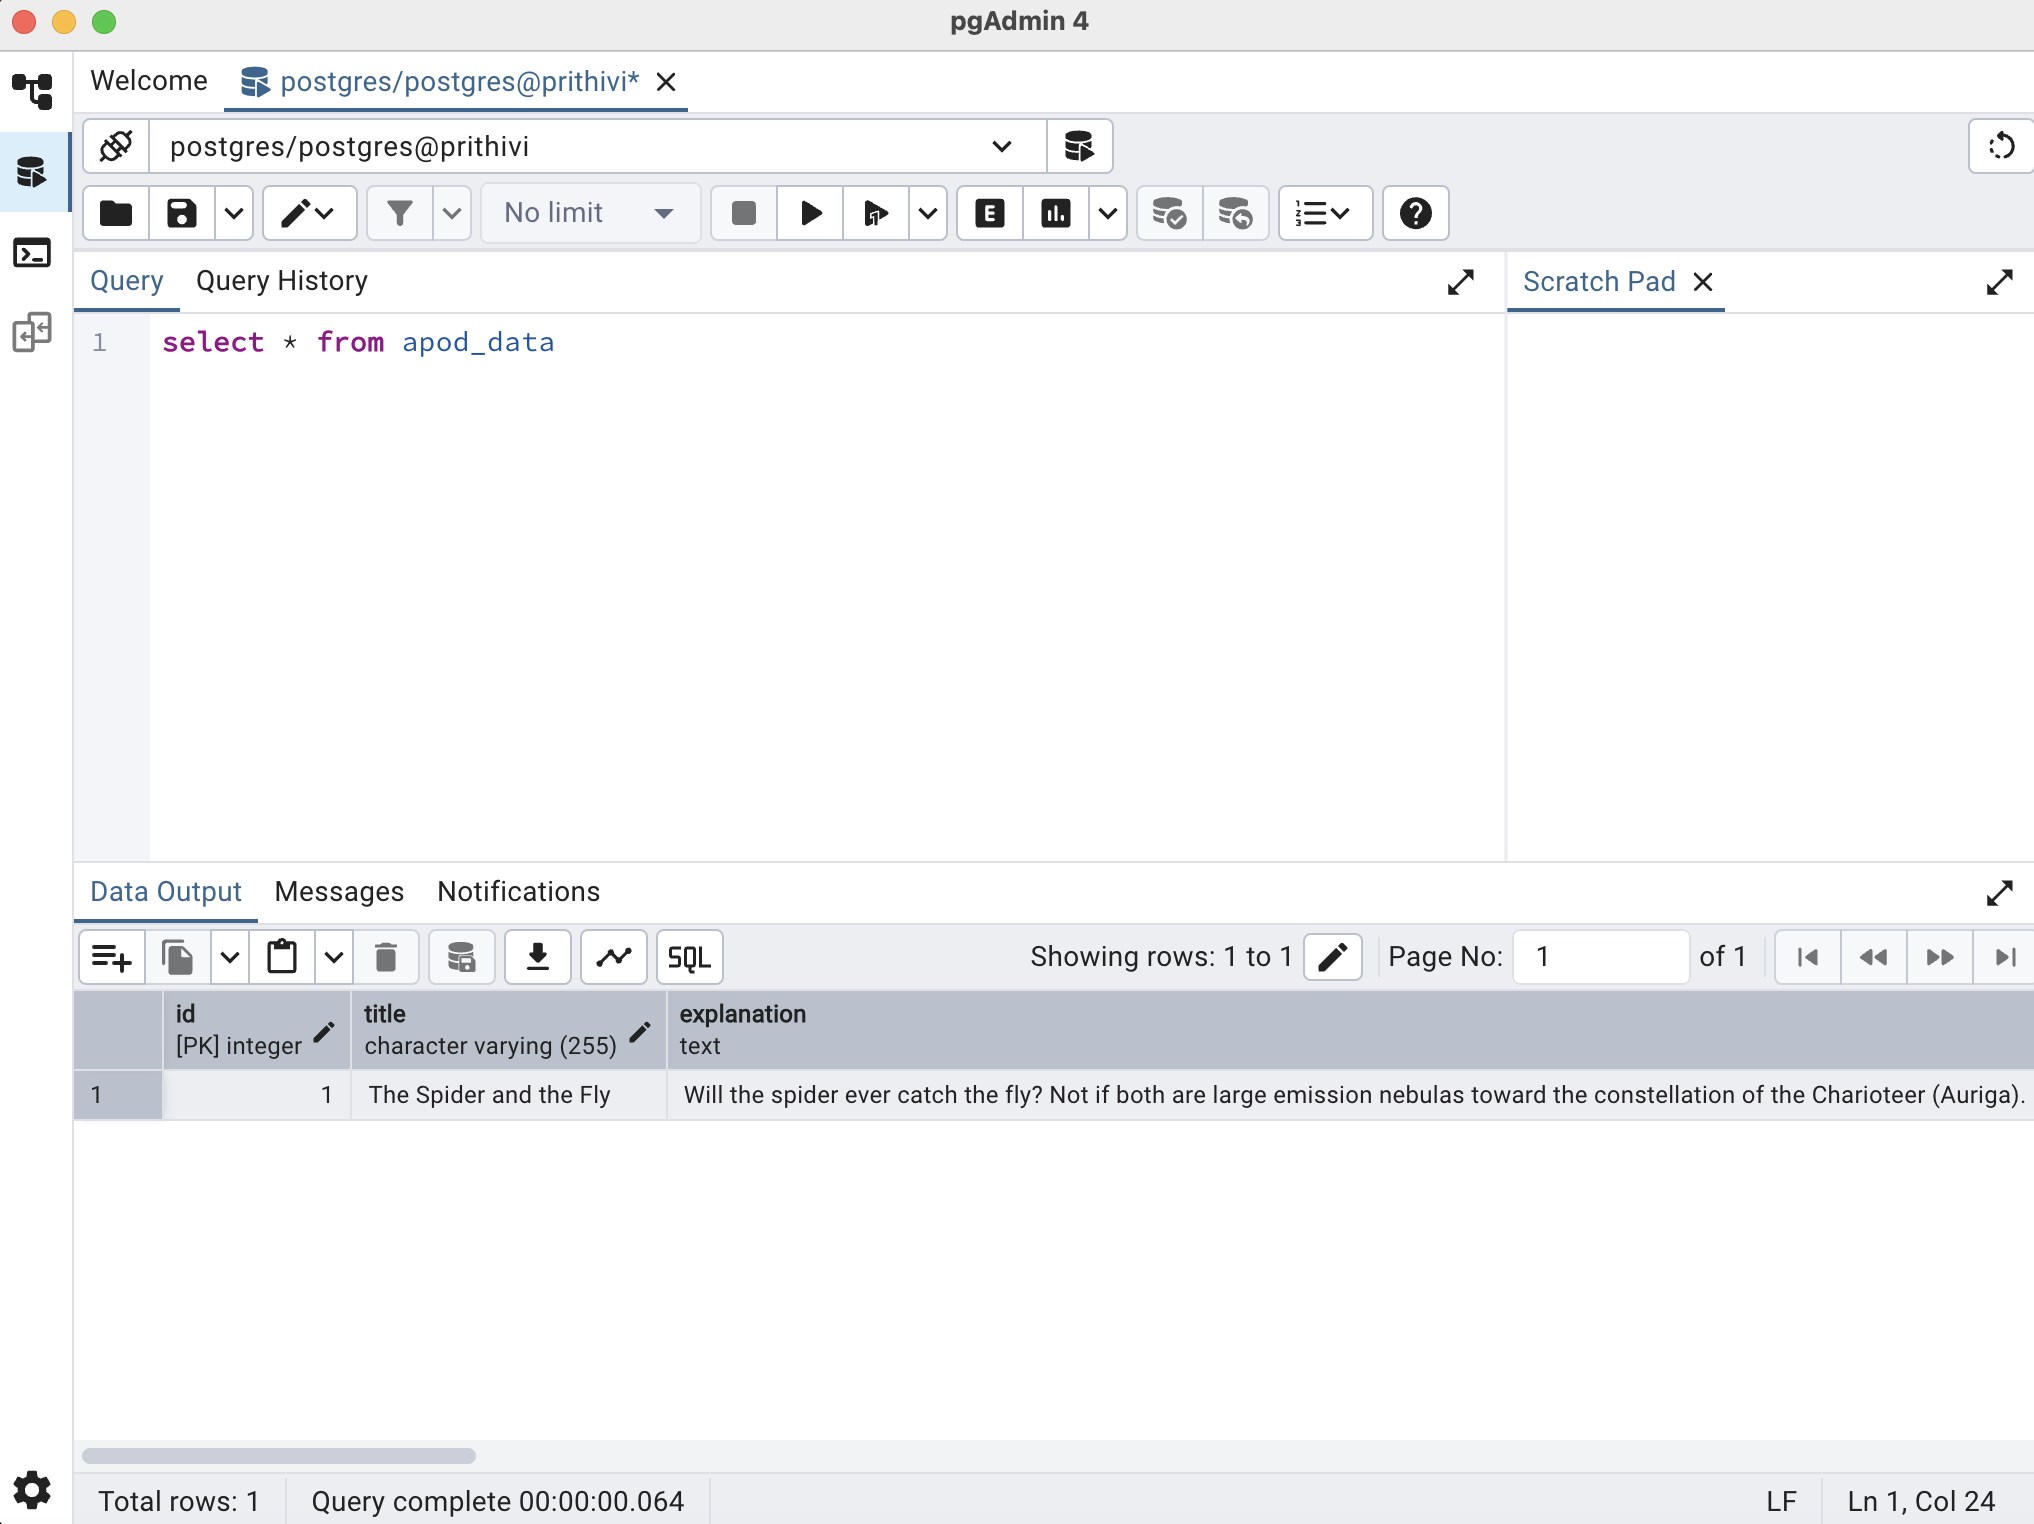 pgAdmin 4
Welcome postgres/postgres@prithivi*
postgres/postgres@prithivi
No limit E
Query Query History Scratch Pad
1 select * from apod_data
Data Output Messages Notifications
SQL Showing rows: 1 to 1 Page No: 1 of 1
id title explanation
[PK] integer character varying (255) text
1 1 The Spider and the Fly Will the spider ever catch the fly? Not if both are large emission nebulas toward the constellation of the Charioteer (Auriga).
Total rows: 1 Query complete 00:00:00.064 LF Ln 1, Col 24